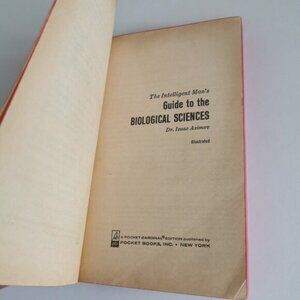 The Intelligent Man's
Guide to the
BIOLOGICAL SCIENCES
Dr. Isaac Asimov
Illustrated
A POCKET CARDINAL® EDITION published by
POCKET BOOKS, INC. • NEW YORK